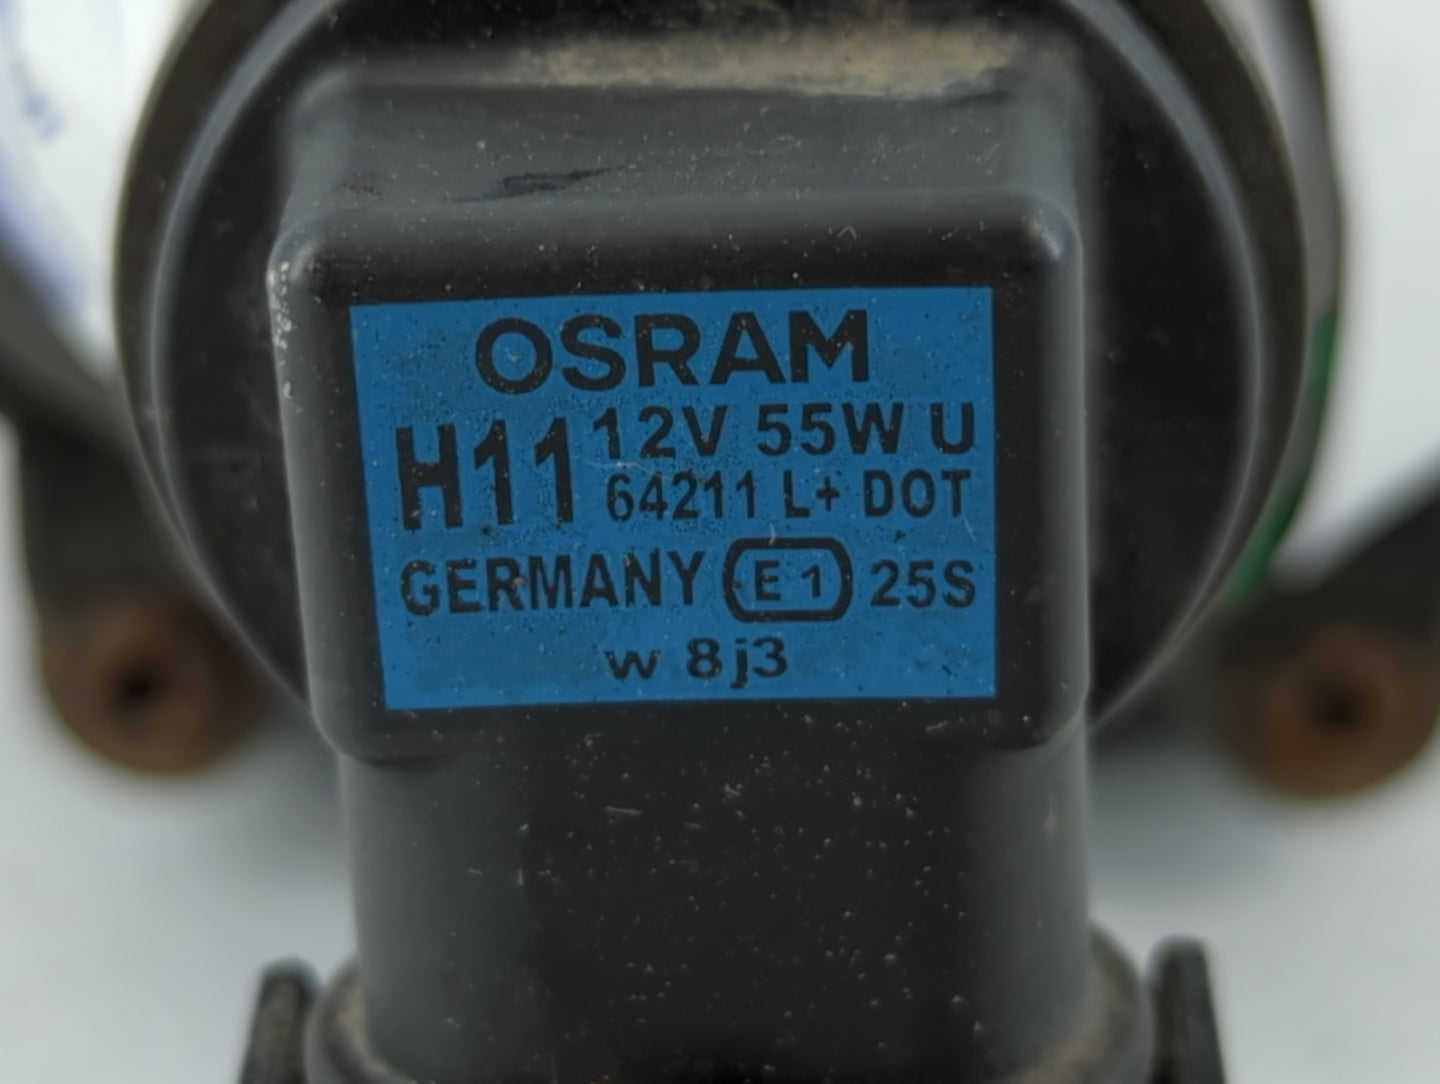 OSRAM
H11 12V 55W U
64211 L+ DOT
GERMANY E1 25S
w 8j3